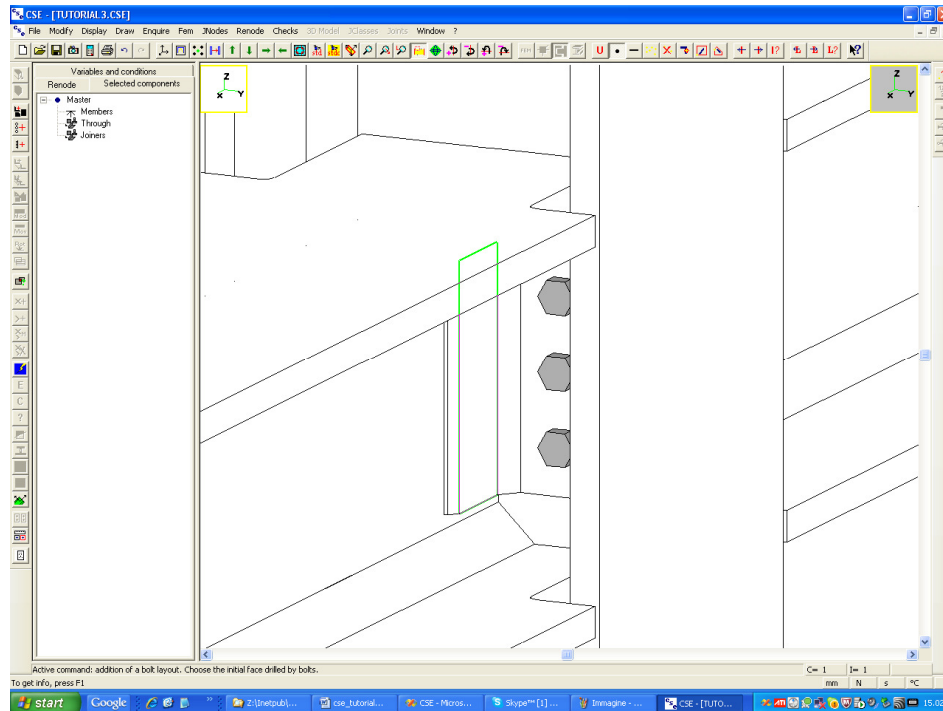 CSE - [TUTORIAL3.CSE]
File Modify Display Draw Enquire Fem JNodes Renode Checks 3D Model JClasses Joints Window ?
Variables and conditions
Renode Selected components
Master
Members
Through
Joiners
Z
X Y
Z
X Y
Active command: addition of a bolt layout. Choose the initial face drilled by bolts.
C= 1 I= 1
To get info, press F1
mm N s °C
start Google Z:\Inetpub\... cse_tutorial... CSE - Micros... Skype™ [1] ... Immagine - ... CSE - [TUTO...